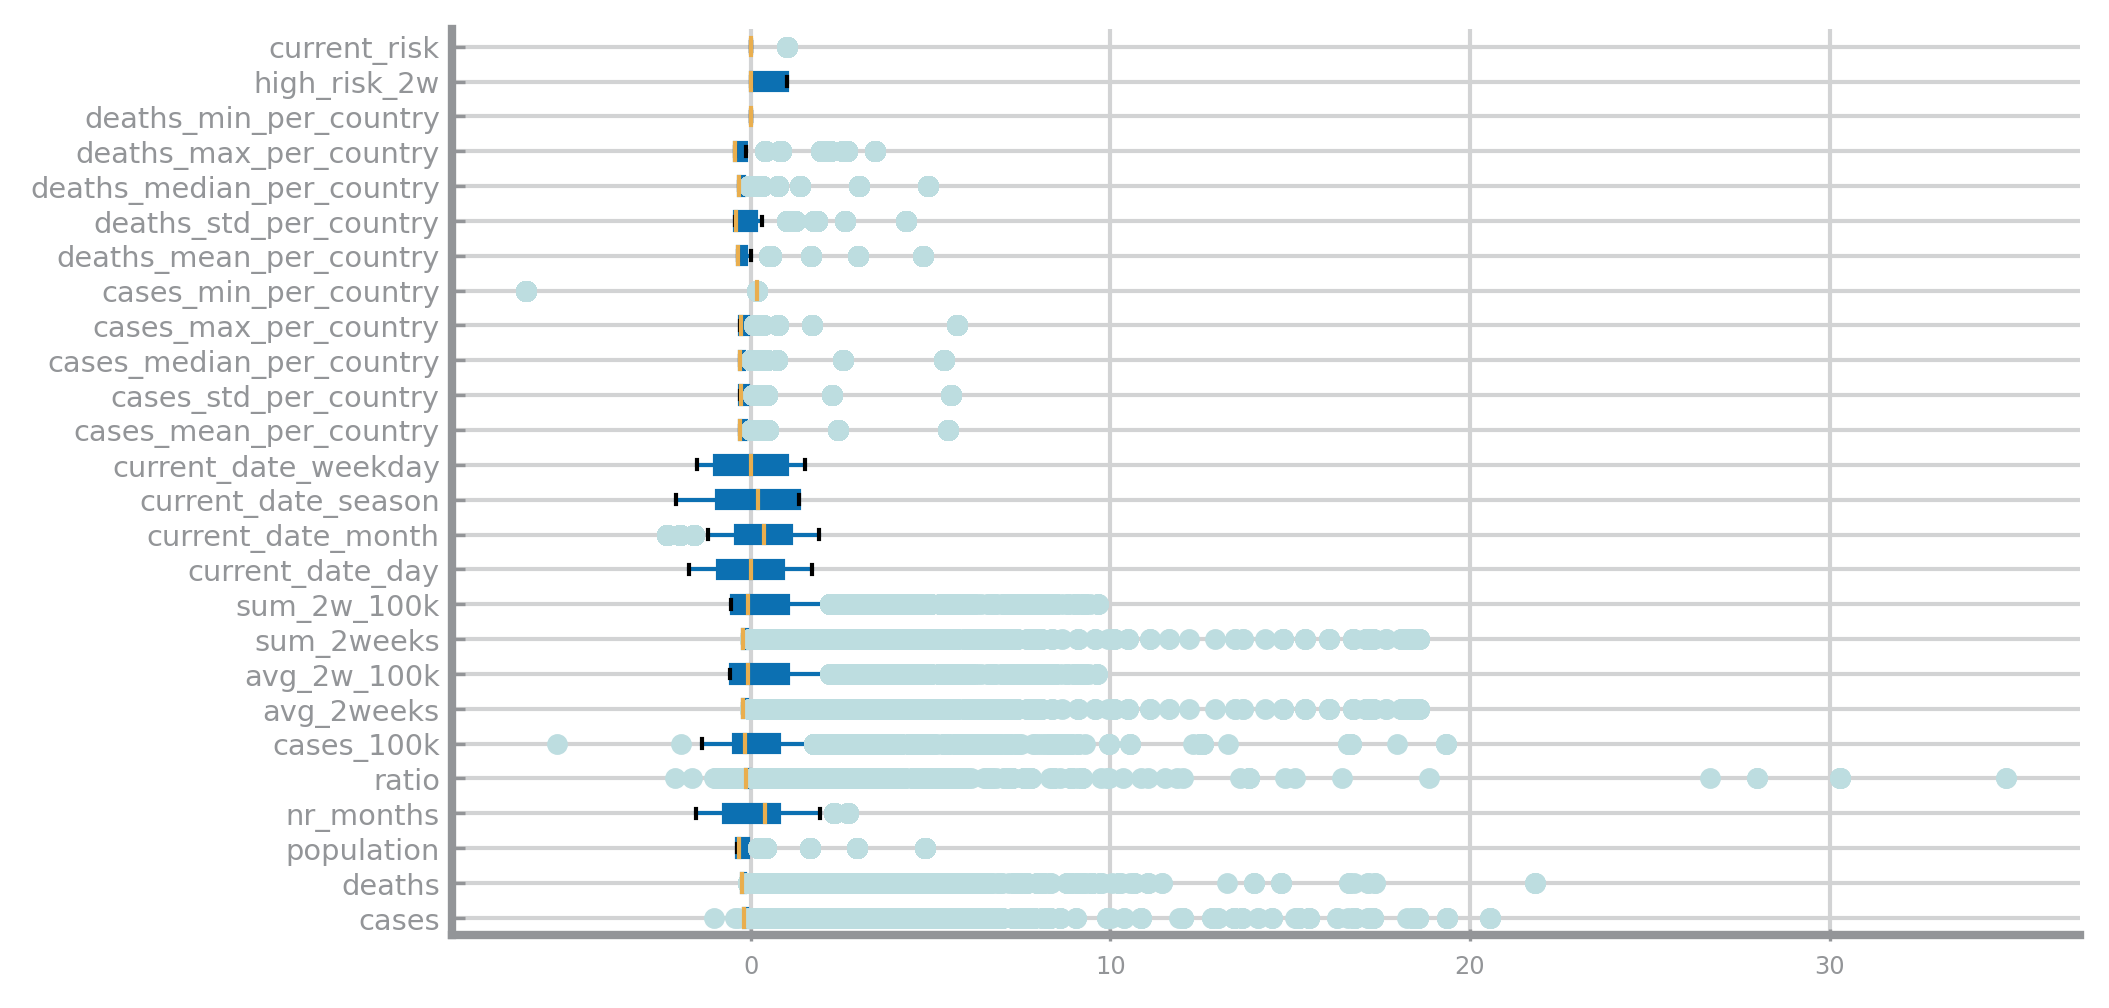 current_risk
high_risk_2w
deaths_min_per_country
deaths_max_per_country
deaths_median_per_country
deaths_std_per_country
deaths_mean_per_country
cases_min_per_country
cases_max_per_country
cases_median_per_country
cases_std_per_country
cases_mean_per_country
current_date_weekday
current_date_season
current_date_month
current_date_day
sum_2w_100k
sum_2weeks
avg_2w_100k
avg_2weeks
cases_100k
ratio
nr_months
population
deaths
cases
0 10 20 30